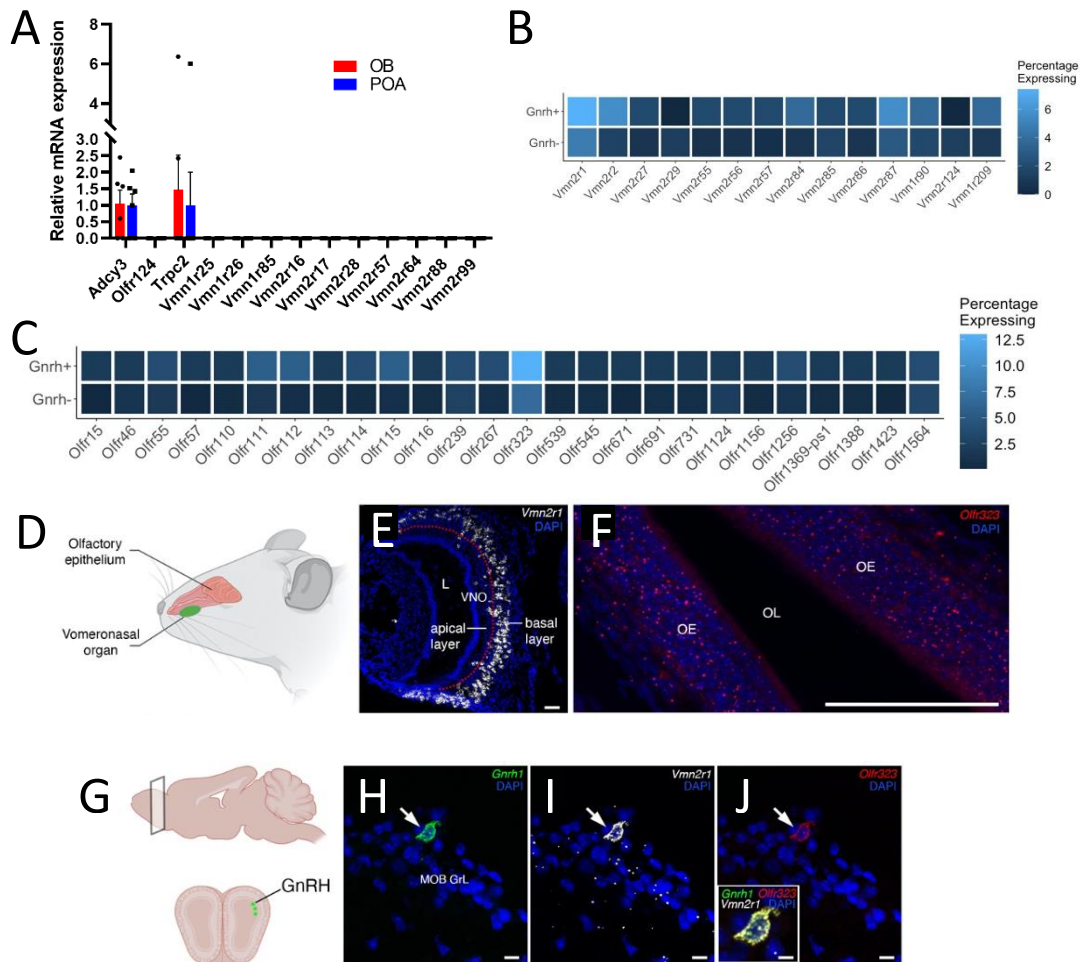 A
Relative mRNA expression
8
6
4
3.0
2.5
2.0
1.5
1.0
0.5
0.0
OB
POA
Adcy3
Olfr124
Trpc2
Vmn1r25
Vmn1r26
Vmn1r85
Vmn2r16
Vmn2r17
Vmn2r28
Vmn2r57
Vmn2r64
Vmn2r88
Vmn2r99
B
Gnrh+
Gnrh-
Vmn2r1
Vmn2r2
Vmn2r27
Vmn2r29
Vmn2r55
Vmn2r56
Vmn2r57
Vmn2r84
Vmn2r85
Vmn2r86
Vmn2r87
Vmn1r90
Vmn2r124
Vmn1r209
Percentage
Expressing
6
4
2
0
C
Gnrh+
Gnrh-
Olfr15
Olfr46
Olfr55
Olfr57
Olfr110
Olfr111
Olfr112
Olfr113
Olfr114
Olfr115
Olfr116
Olfr239
Olfr267
Olfr323
Olfr539
Olfr545
Olfr671
Olfr691
Olfr731
Olfr1124
Olfr1156
Olfr1256
Olfr1369-ps1
Olfr1388
Olfr1423
Olfr1564
Percentage
Expressing
12.5
10.0
7.5
5.0
2.5
D
Olfactory
epithelium
Vomeronasal
organ
E
Vmn2r1
DAPI
L
VNO
apical
layer
basal
layer
F
Olfr323
DAPI
OE
OL
OE
G
GnRH
H
Gnrh1
DAPI
MOB GrL
I
Vmn2r1
DAPI
J
Olfr323
DAPI
Gnrh1 Olfr323
Vmn2r1 DAPI